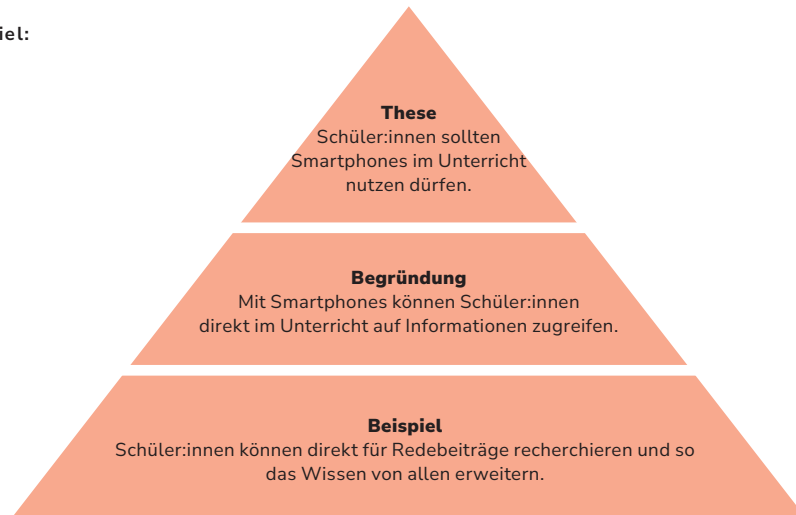 iel:
These
Schüler:innen sollten
Smartphones im Unterricht
nutzen dürfen.
Begründung
Mit Smartphones können Schüler:innen
direkt im Unterricht auf Informationen zugreifen.
Beispiel
Schüler:innen können direkt für Redebeiträge recherchieren und so
das Wissen von allen erweitern.